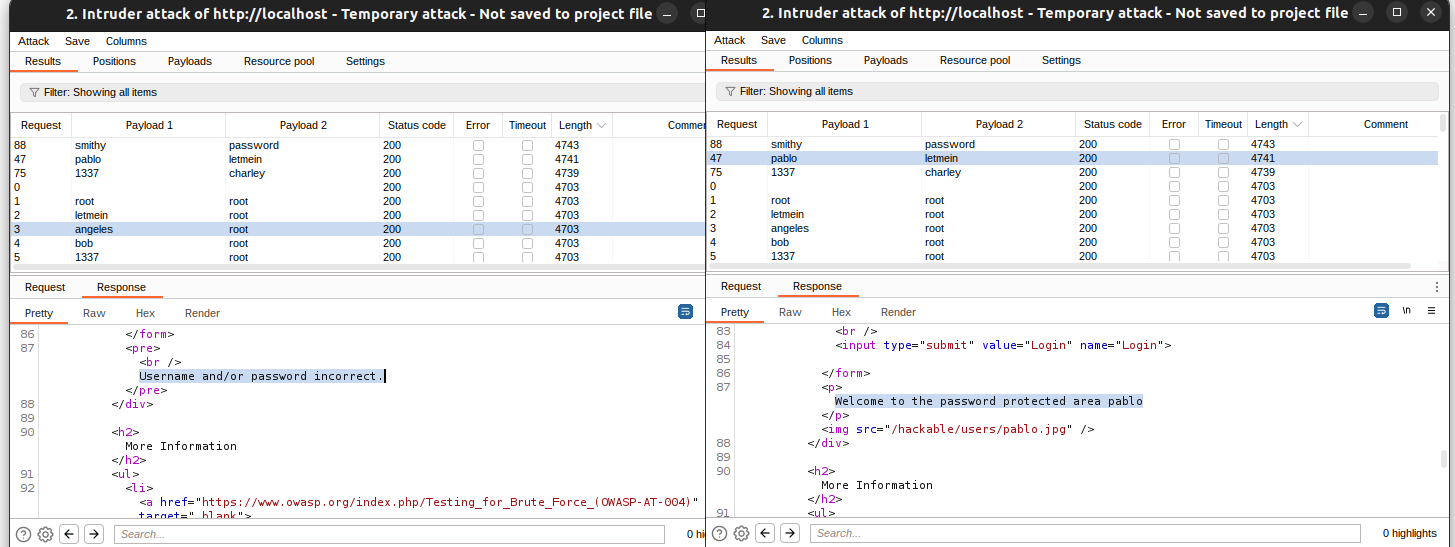 2. Intruder attack of http://localhost - Temporary attack - Not saved to project file
Attack Save Columns
Results Positions Payloads Resource pool Settings
Filter: Showing all items
Request Payload 1 Payload 2 Status code Error Timeout Length Commer
88 smithy password 200 4743
47 pablo letmein 200 4741
75 1337 charley 200 4739
0 200 4703
1 root root 200 4703
2 letmein root 200 4703
3 angeles root 200 4703
4 bob root 200 4703
5 1337 root 200 4703
Request Response
Pretty Raw Hex Render
86 </form>
87 <pre>
<br />
Username and/or password incorrect.
</pre>
88 </div>
89
90 <h2>
More Information
</h2>
91 <ul>
92 <li>
<a href="https://www.owasp.org/index.php/Testing_for_Brute_Force_(OWASP-AT-004)"
target="_blank">
Search...
0 hi
2. Intruder attack of http://localhost - Temporary attack - Not saved to project file
Attack Save Columns
Results Positions Payloads Resource pool Settings
Filter: Showing all items
Request Payload 1 Payload 2 Status code Error Timeout Length Comment
88 smithy password 200 4743
47 pablo letmein 200 4741
75 1337 charley 200 4739
0 200 4703
1 root root 200 4703
2 letmein root 200 4703
3 angeles root 200 4703
4 bob root 200 4703
5 1337 root 200 4703
Request Response
Pretty Raw Hex Render \n
83 <br />
84 <input type="submit" value="Login" name="Login">
85
86 </form>
87 <p>
Welcome to the password protected area pablo
</p>
<img src="/hackable/users/pablo.jpg" />
88 </div>
89
90 <h2>
More Information
</h2>
91 <ul>
Search...
0 highlights